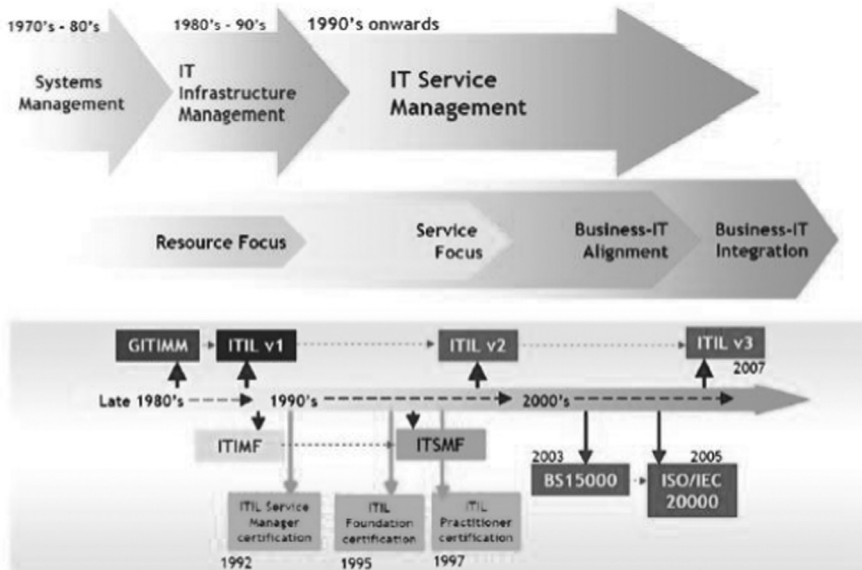 1970's - 80's
1980's - 90's
1990's onwards
Systems
Management
IT
Infrastructure
Management
IT Service
Management
Resource Focus
Service
Focus
Business-IT
Alignment
Business-IT
Integration
GITIMM
ITIL v1
ITIL v2
ITIL v3
2007
Late 1980's
1990's
2000's
ITIMF
ITSMF
2003
BS15000
2005
ISO/IEC
20000
ITIL Service
Manager
certification
1992
ITIL
Foundation
certification
1995
ITIL
Practitioner
certification
1997